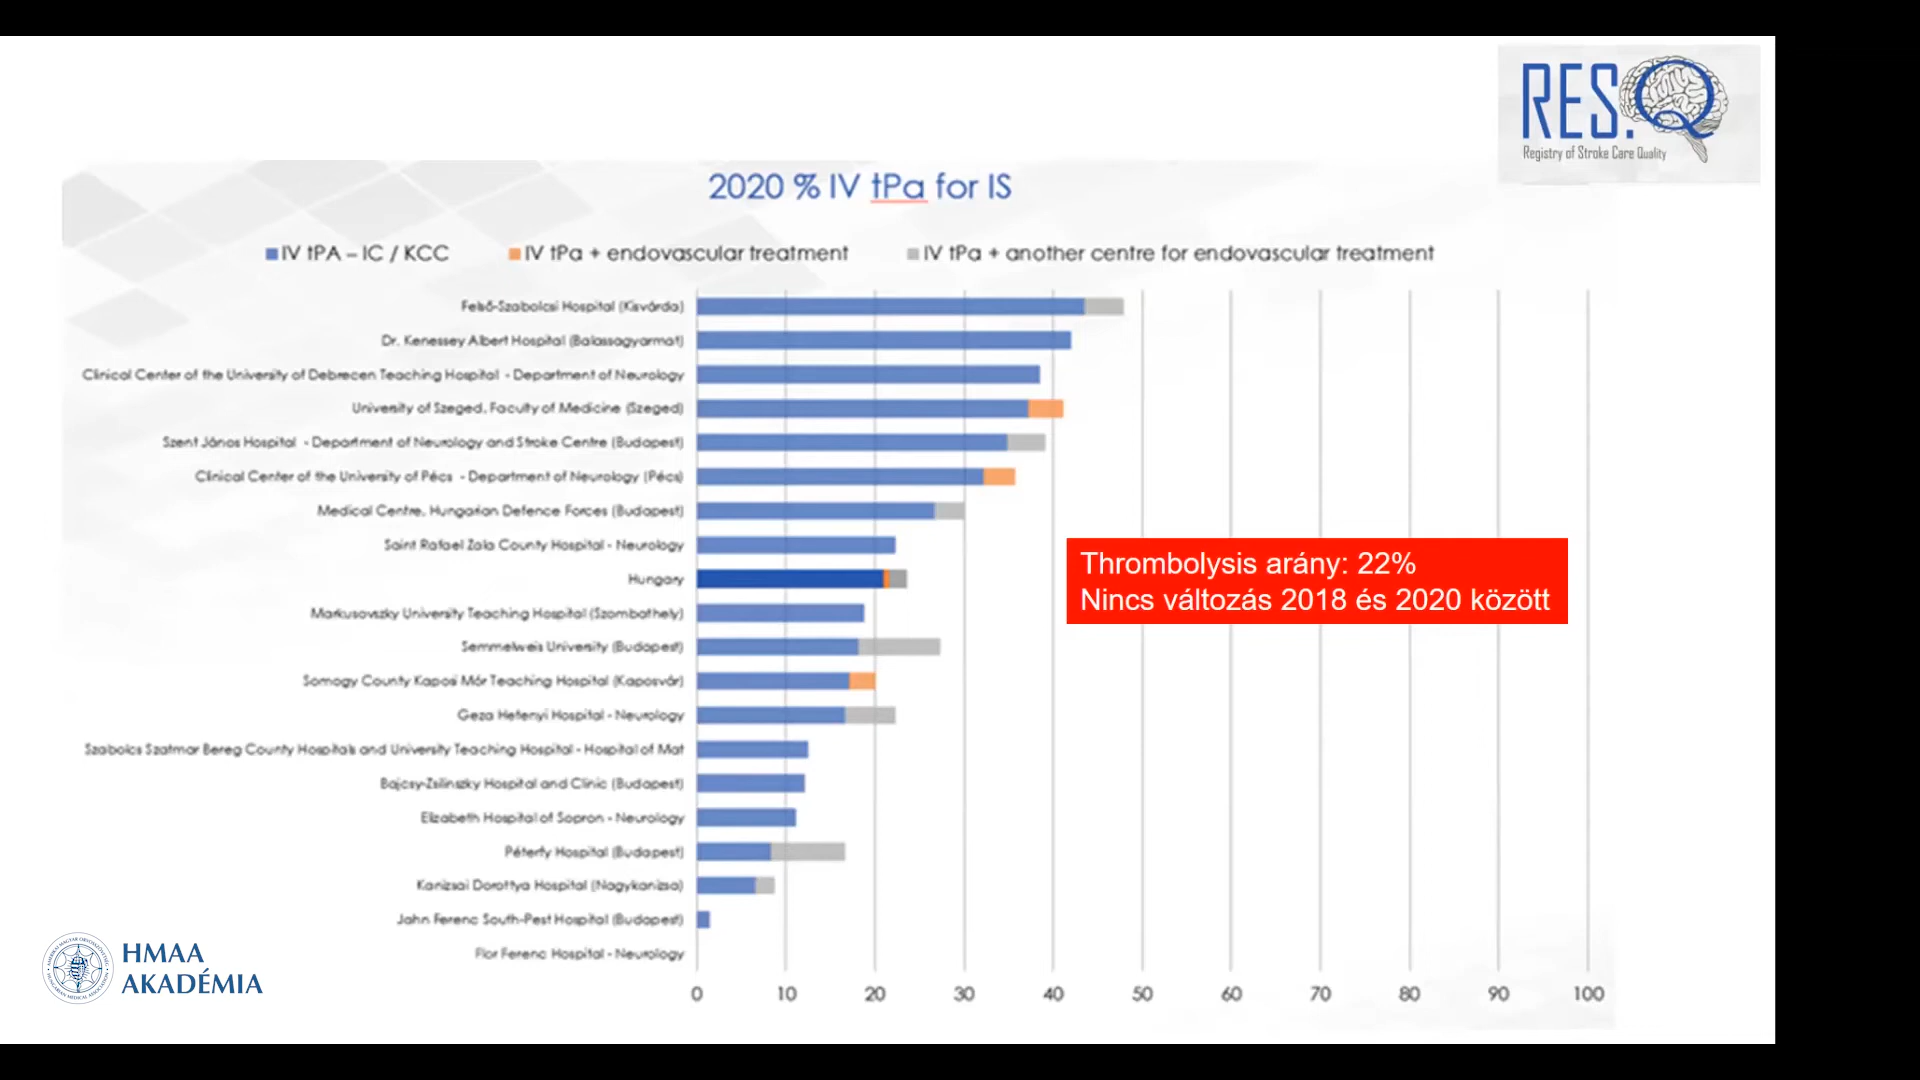 RES.Q
Registry of Stroke Care Quality
2020 % IV tPa for IS
IV tPA – IC / KCC
IV tPa + endovascular treatment
IV tPa + another centre for endovascular treatment
Felső-Szabolcsi Hospital (Kisvárda)
Dr. Kenessey Albert Hospital (Balassagyarmat)
Clinical Center of the University of Debrecen Teaching Hospital - Department of Neurology
University of Szeged, Faculty of Medicine (Szeged)
Szent János Hospital - Department of Neurology and Stroke Centre (Budapest)
Clinical Center of the University of Pécs - Department of Neurology (Pécs)
Medical Centre, Hungarian Defence Forces (Budapest)
Saint Rafael Zala County Hospital - Neurology
Hungary
Markusovszky University Teaching Hospital (Szombathely)
Semmelweis University (Budapest)
Somogy County Kaposi Mór Teaching Hospital (Kaposvár)
Geza Hetenyi Hospital - Neurology
Szabolcs Szatmar Bereg County Hospitals and University Teaching Hospital - Hospital of Mat
Bajcsy-Zsilinszky Hospital and Clinic (Budapest)
Elizabeth Hospital of Sopron - Neurology
Péterfy Hospital (Budapest)
Kanizsai Dorottya Hospital (Nagykanizsa)
Jahn Ferenc South-Pest Hospital (Budapest)
Flor Ferenc Hospital - Neurology
0 10 20 30 40 50 60 70 80 90 100
Thrombolysis arány: 22%
Nincs változás 2018 és 2020 között
HMAA
AKADÉMIA